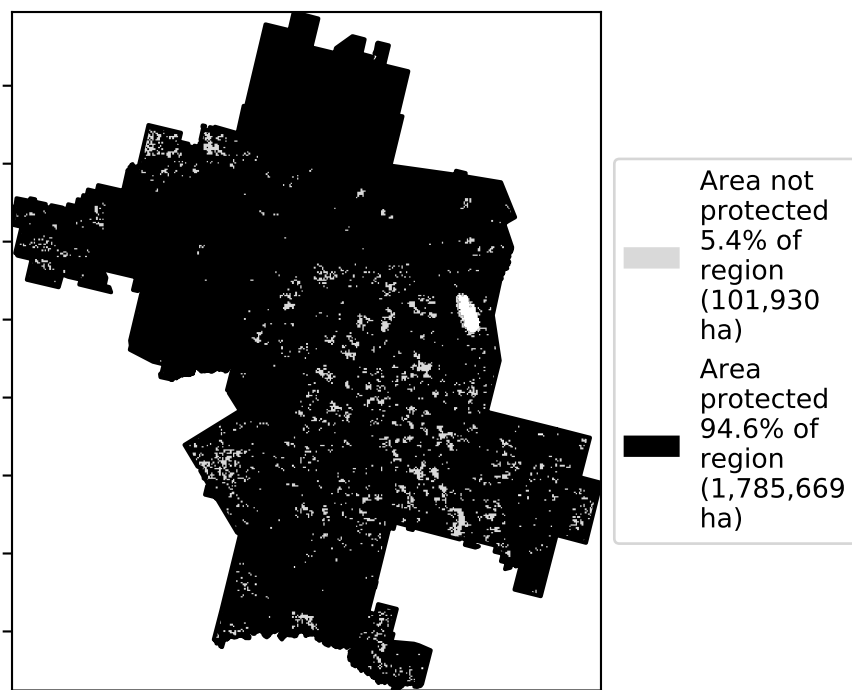 Area not
protected
5.4% of
region
(101,930
ha)
Area
protected
94.6% of
region
(1,785,669
ha)